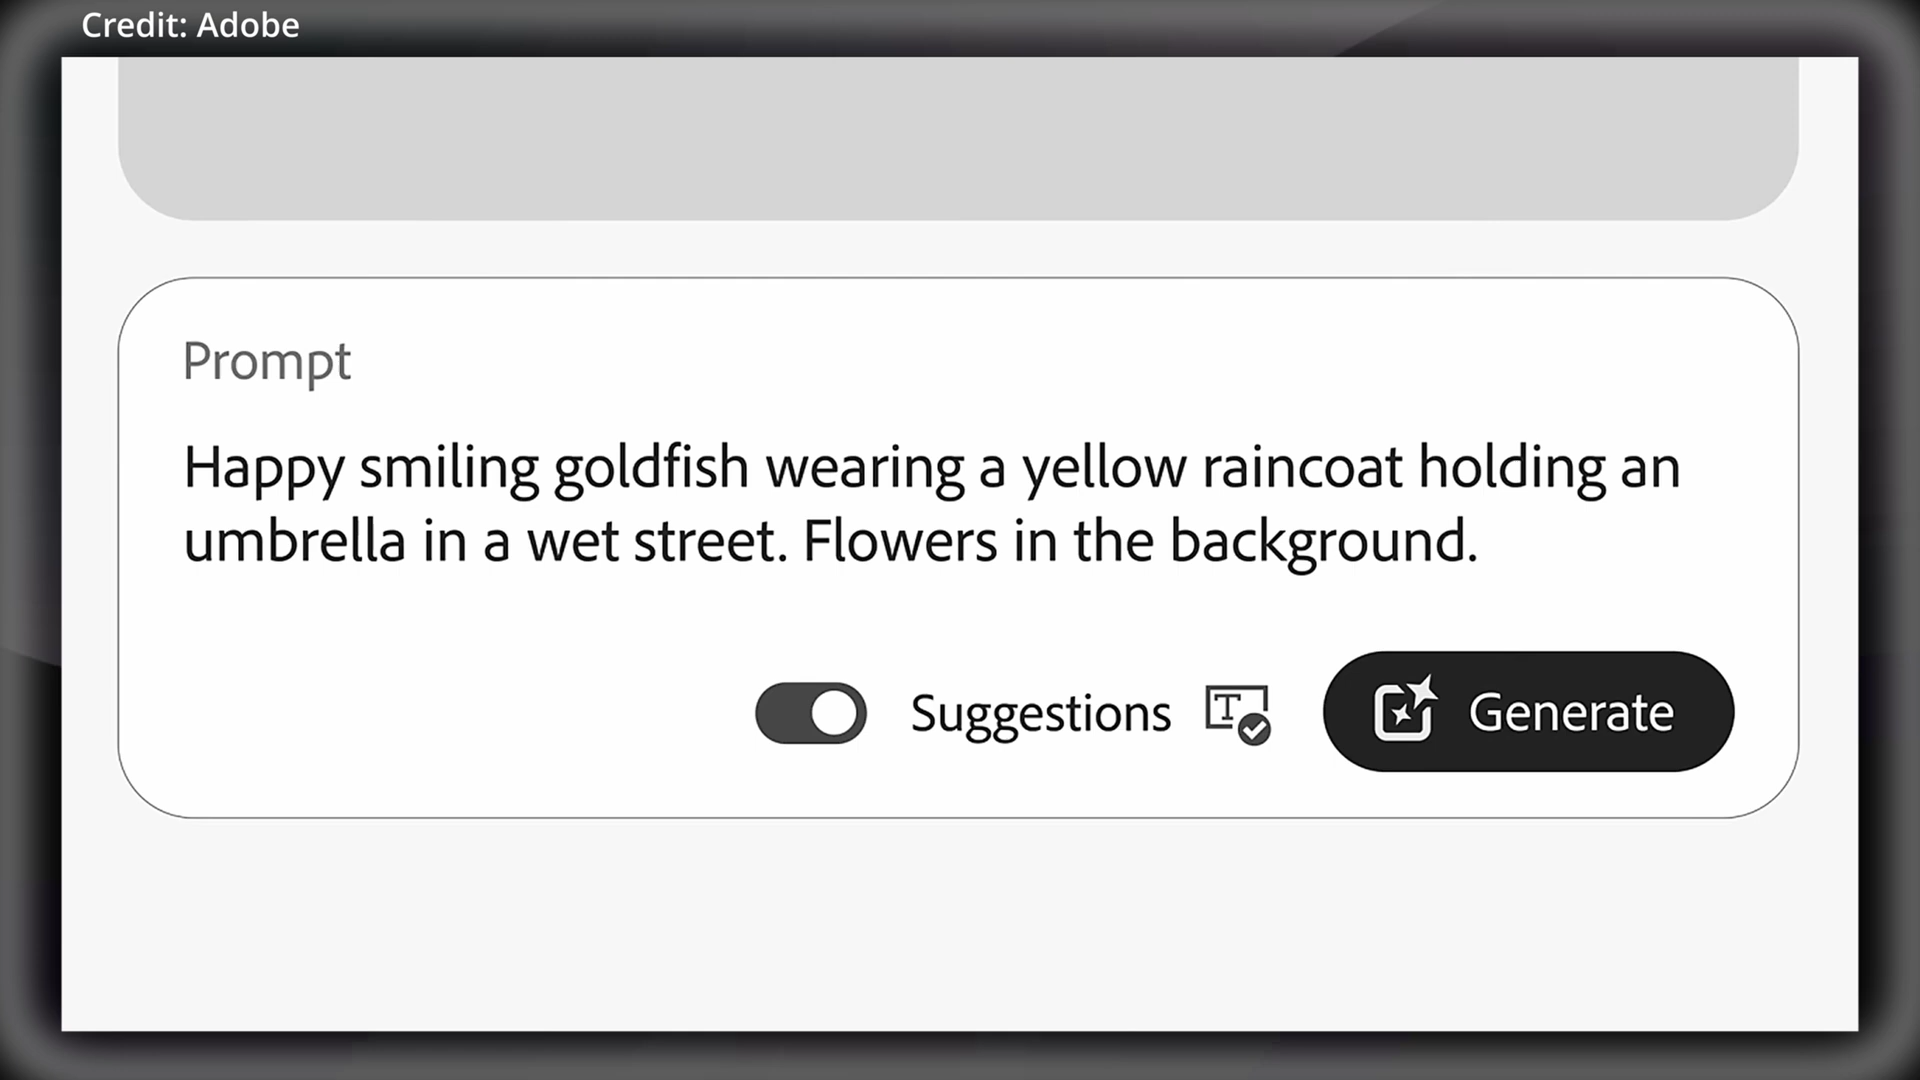 Credit: Adobe
Prompt
Happy smiling goldfish wearing a yellow raincoat holding an
umbrella in a wet street. Flowers in the background.
Suggestions
Generate